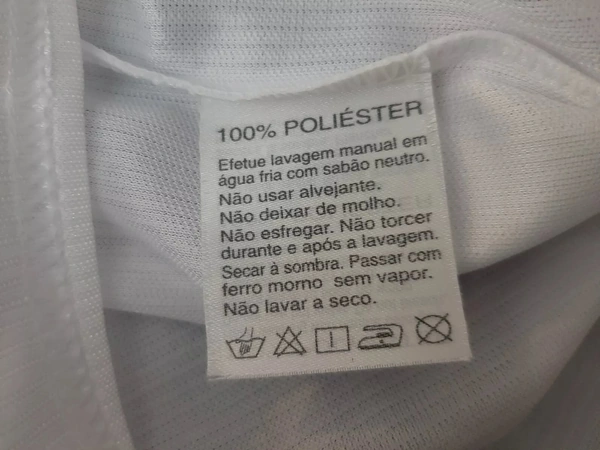 100% POLIÉSTER
Efetue lavagem manual em
água fria com sabão neutro.
Não usar alvejante.
Não deixar de molho.
Não esfregar. Não torcer
durante e após a lavagem.
Secar à sombra. Passar com
ferro morno sem vapor.
Não lavar a seco.